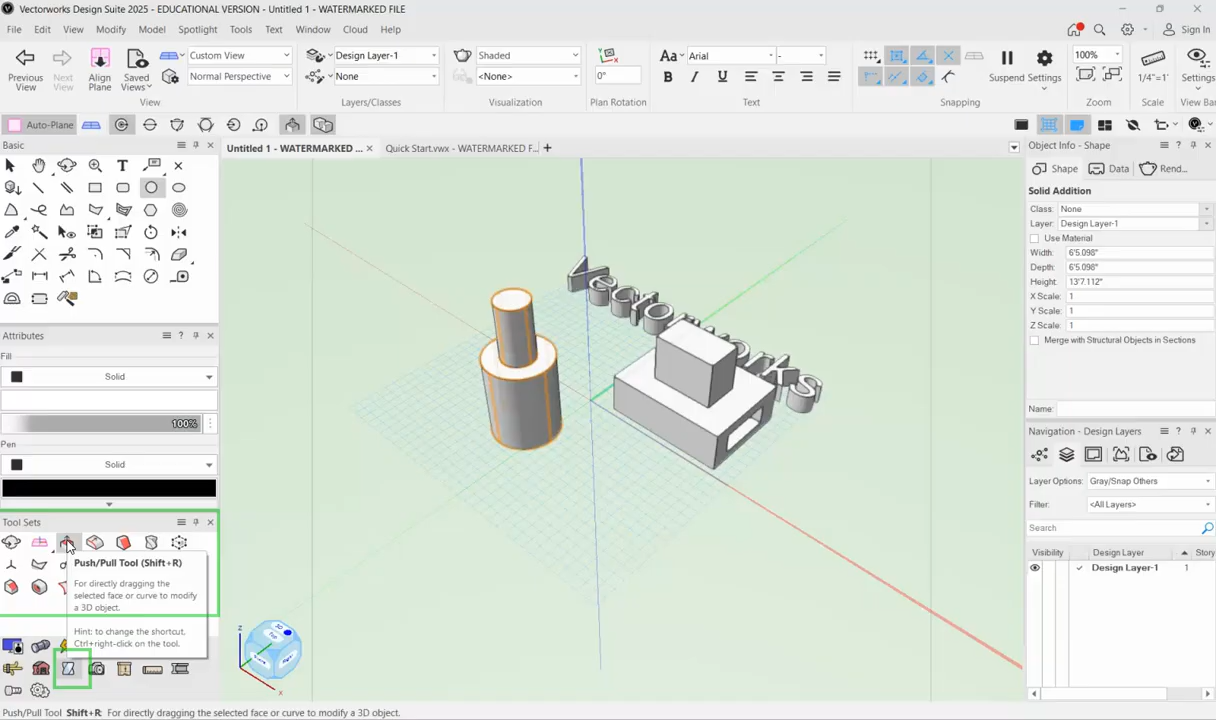 Vectorworks Design Suite 2025 - EDUCATIONAL VERSION - Untitled 1 - WATERMARKED FILE
File Edit View Modify Model Spotlight Tools Text Window Cloud Help
Sign In
Previous View
Next View
Align Plane
Saved Views
Custom View
Normal Perspective
View
Design Layer-1
None
Layers/Classes
Shaded
<None>
Visualization
0°
Plan Rotation
Aa Arial -
B I U
Text
Suspend Settings
Snapping
100%
Zoom
1/4"=1'
Scale
Settings
View Bar
Auto-Plane
Basic
Untitled 1 - WATERMARKED ... Quick Start.vwx - WATERMARKED F...
T
Attributes
Fill
Solid
100%
Pen
Solid
Tool Sets
Push/Pull Tool (Shift+R)
For directly dragging the
selected face or curve to modify
a 3D object.
Hint: to change the shortcut,
Ctrl+right-click on the tool.
Vectorworks
z
Top
Right
x
Object Info - Shape
Shape Data Rend...
Solid Addition
Class: None
Layer: Design Layer-1
Use Material
Width: 6'5.098"
Depth: 6'5.098"
Height: 13'7.112"
X Scale: 1
Y Scale: 1
Z Scale: 1
Merge with Structural Objects in Sections
Name:
Navigation - Design Layers
Layer Options: Gray/Snap Others
Filter: <All Layers>
Search
Visibility Design Layer # Story
Design Layer-1 1
Push/Pull Tool Shift+R: For directly dragging the selected face or curve to modify a 3D object.